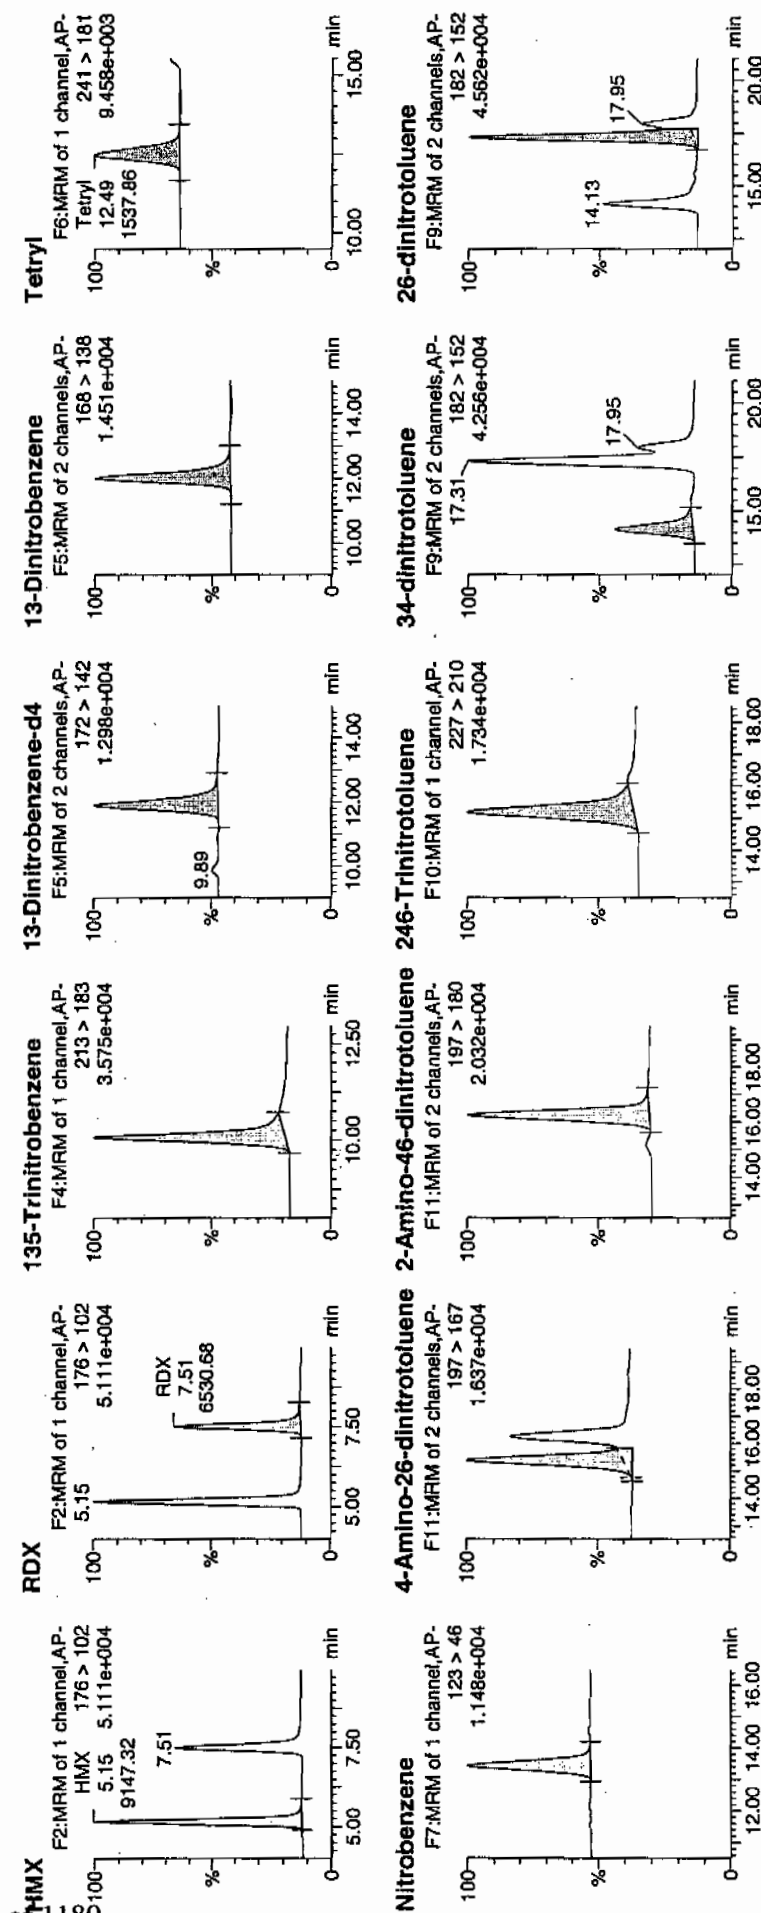 HMX
F2:MRM of 1 channel,AP-
HMX 176 > 102
5.15 5.111e+004
9147.32
100
7.51
%
0
5.00 7.50
min
RDX
F2:MRM of 1 channel,AP-
176 > 102
5.15 5.111e+004
100
RDX
7.51
6530.68
%
0
5.00 7.50
min
135-Trinitrobenzene
F4:MRM of 1 channel,AP-
213 > 183
3.575e+004
100
%
0
10.00 12.50
min
13-Dinitrobenzene-d4
F5:MRM of 2 channels,AP-
172 > 142
1.298e+004
100
%
9.89
0
10.00 12.00 14.00
min
13-Dinitrobenzene
F5:MRM of 2 channels,AP-
168 > 138
1.451e+004
100
%
0
10.00 12.00 14.00
min
Tetryl
F6:MRM of 1 channel,AP-
Tetryl 241 > 181
12.49 9.458e+003
1537.86
100
%
0
10.00 15.00
min
Nitrobenzene
F7:MRM of 1 channel,AP-
123 > 46
1.148e+004
100
%
0
12.00 14.00 16.00
min
4-Amino-26-dinitrotoluene
F11:MRM of 2 channels,AP-
197 > 167
1.637e+004
100
%
0
14.00 16.00 18.00
min
2-Amino-46-dinitrotoluene
F11:MRM of 2 channels,AP-
197 > 180
2.032e+004
100
%
0
14.00 16.00 18.00
min
246-Trinitrotoluene
F10:MRM of 1 channel,AP-
227 > 210
1.734e+004
100
%
0
14.00 16.00 18.00
min
34-dinitrotoluene
F9:MRM of 2 channels,AP-
182 > 152
17.31 4.256e+004
100
17.95
%
0
15.00 20.00
min
26-dinitrotoluene
F9:MRM of 2 channels,AP-
182 > 152
4.562e+004
100
17.95
14.13
%
0
15.00 20.00
min